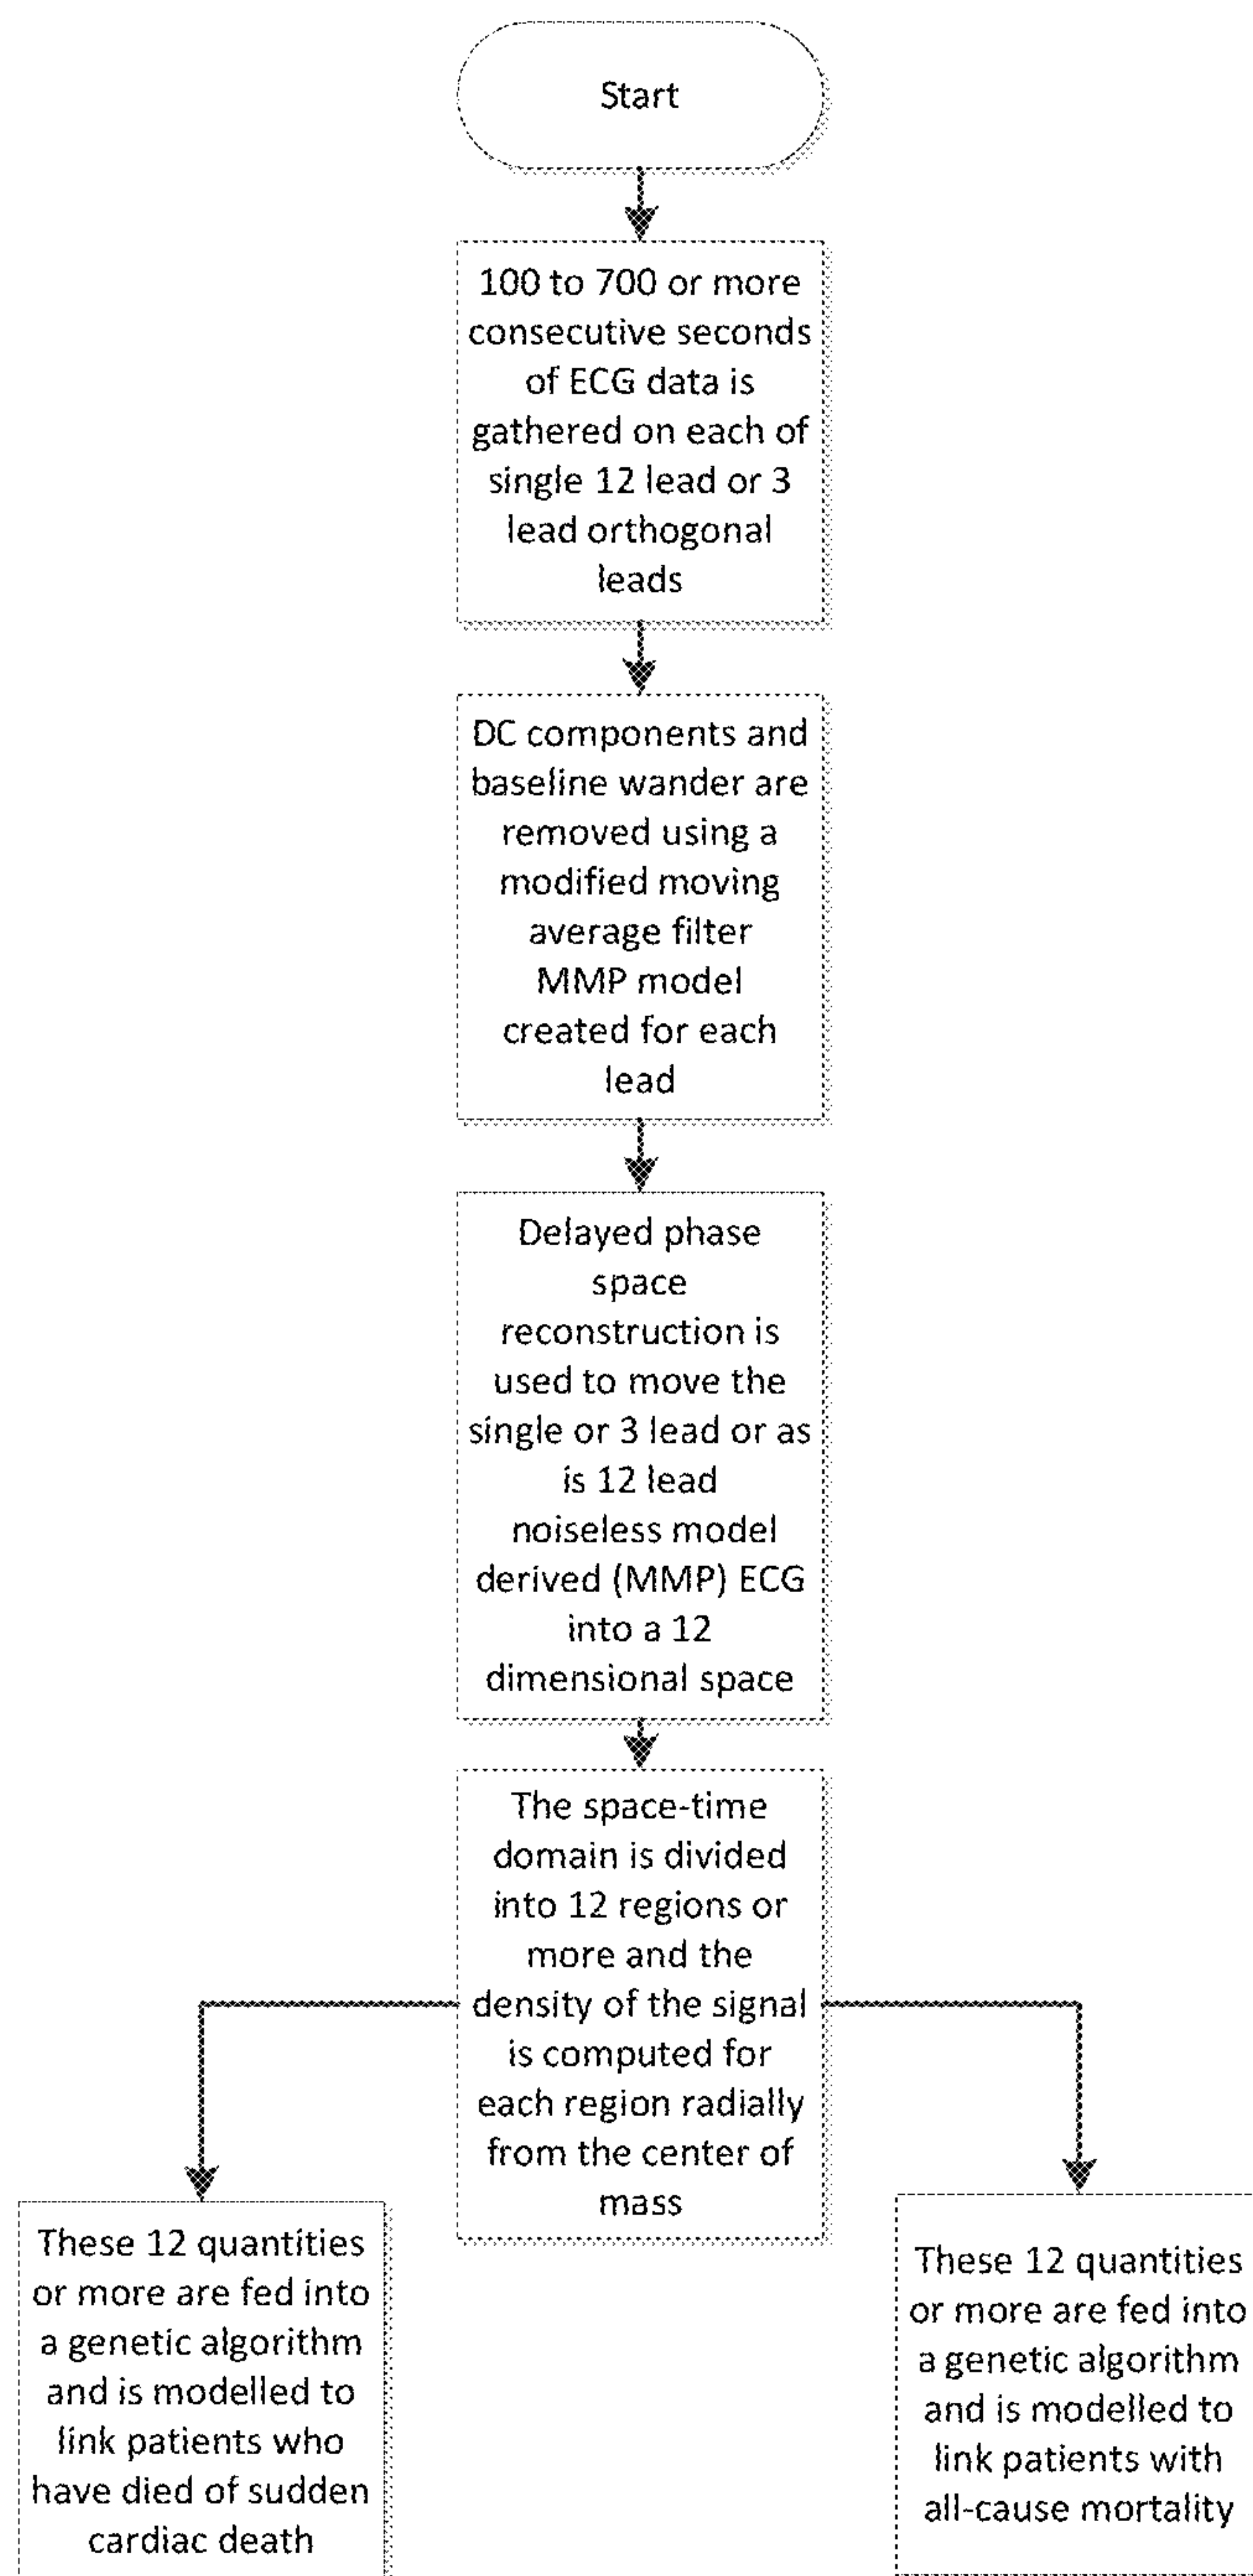 Start
100 to 700 or more
consecutive seconds
of ECG data is
gathered on each of
single 12 lead or 3
lead orthogonal
leads
DC components and
baseline wander are
removed using a
modified moving
average filter
MMP model
created for each
lead
Delayed phase
space
reconstruction is
used to move the
single or 3 lead or as
is 12 lead
noiseless model
derived (MMP) ECG
into a 12
dimensional space
The space-time
domain is divided
into 12 regions or
more and the
density of the signal
is computed for
each region radially
from the center of
mass
These 12 quantities
or more are fed into
a genetic algorithm
and is modelled to
link patients who
have died of sudden
cardiac death
These 12 quantities
or more are fed into
a genetic algorithm
and is modelled to
link patients with
all-cause mortality